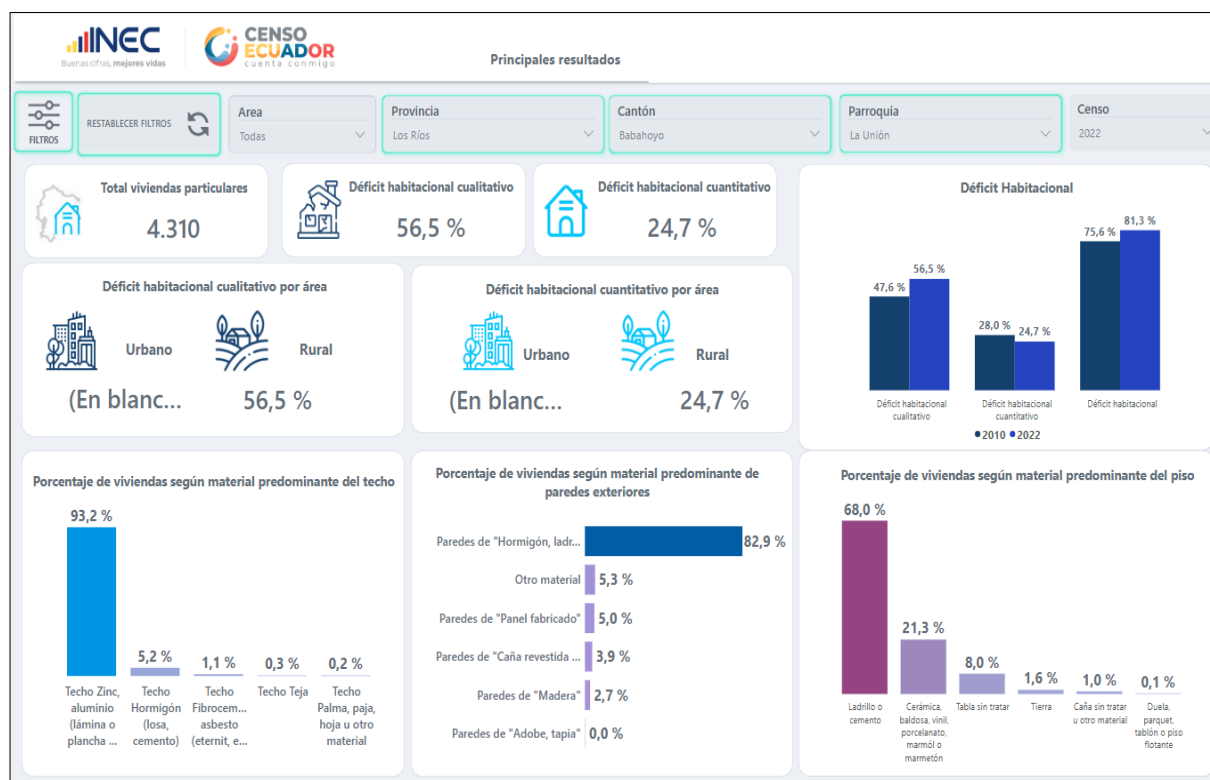 INEC
Buenas cifras, mejores vidas
CENSO
ECUADOR
cuenta conmigo
Principales resultados
FILTROS
RESTABLECER FILTROS
Area
Todas
Provincia
Los Ríos
Cantón
Babahoyo
Parroquia
La Unión
Censo
2022
Total viviendas particulares
4.310
Déficit habitacional cualitativo
56,5 %
Déficit habitacional cuantitativo
24,7 %
Déficit habitacional cualitativo por área
Urbano
Rural
(En blanc...
56,5 %
Déficit habitacional cuantitativo por área
Urbano
Rural
(En blanc...
24,7 %
Déficit Habitacional
47,6 %
56,5 %
28,0 %
24,7 %
75,6 %
81,3 %
Déficit habitacional
cualitativo
Déficit habitacional
cuantitativo
Déficit habitacional
2010 2022
Porcentaje de viviendas según material predominante del techo
93,2 %
5,2 %
1,1 %
0,3 %
0,2 %
Techo Zinc,
aluminio
(lámina o
plancha ...
Techo
Hormigón
(losa,
cemento)
Techo
Fibrocem...
asbesto
(eternit, e...
Techo Teja
Techo
Palma, paja,
hoja u otro
material
Porcentaje de viviendas según material predominante de
paredes exteriores
Paredes de "Hormigón, ladr...
82,9 %
Otro material
5,3 %
Paredes de "Panel fabricado"
5,0 %
Paredes de "Caña revestida ...
3,9 %
Paredes de "Madera"
2,7 %
Paredes de "Adobe, tapia"
0,0 %
Porcentaje de viviendas según material predominante del piso
68,0 %
21,3 %
8,0 %
1,6 %
1,0 %
0,1 %
Ladrillo o
cemento
Cerámica,
baldosa, vinil,
porcelanato,
marmól o
marmetón
Tabla sin tratar
Tierra
Caña sin tratar
u otro material
Duela,
parquet,
tablón o piso
flotante